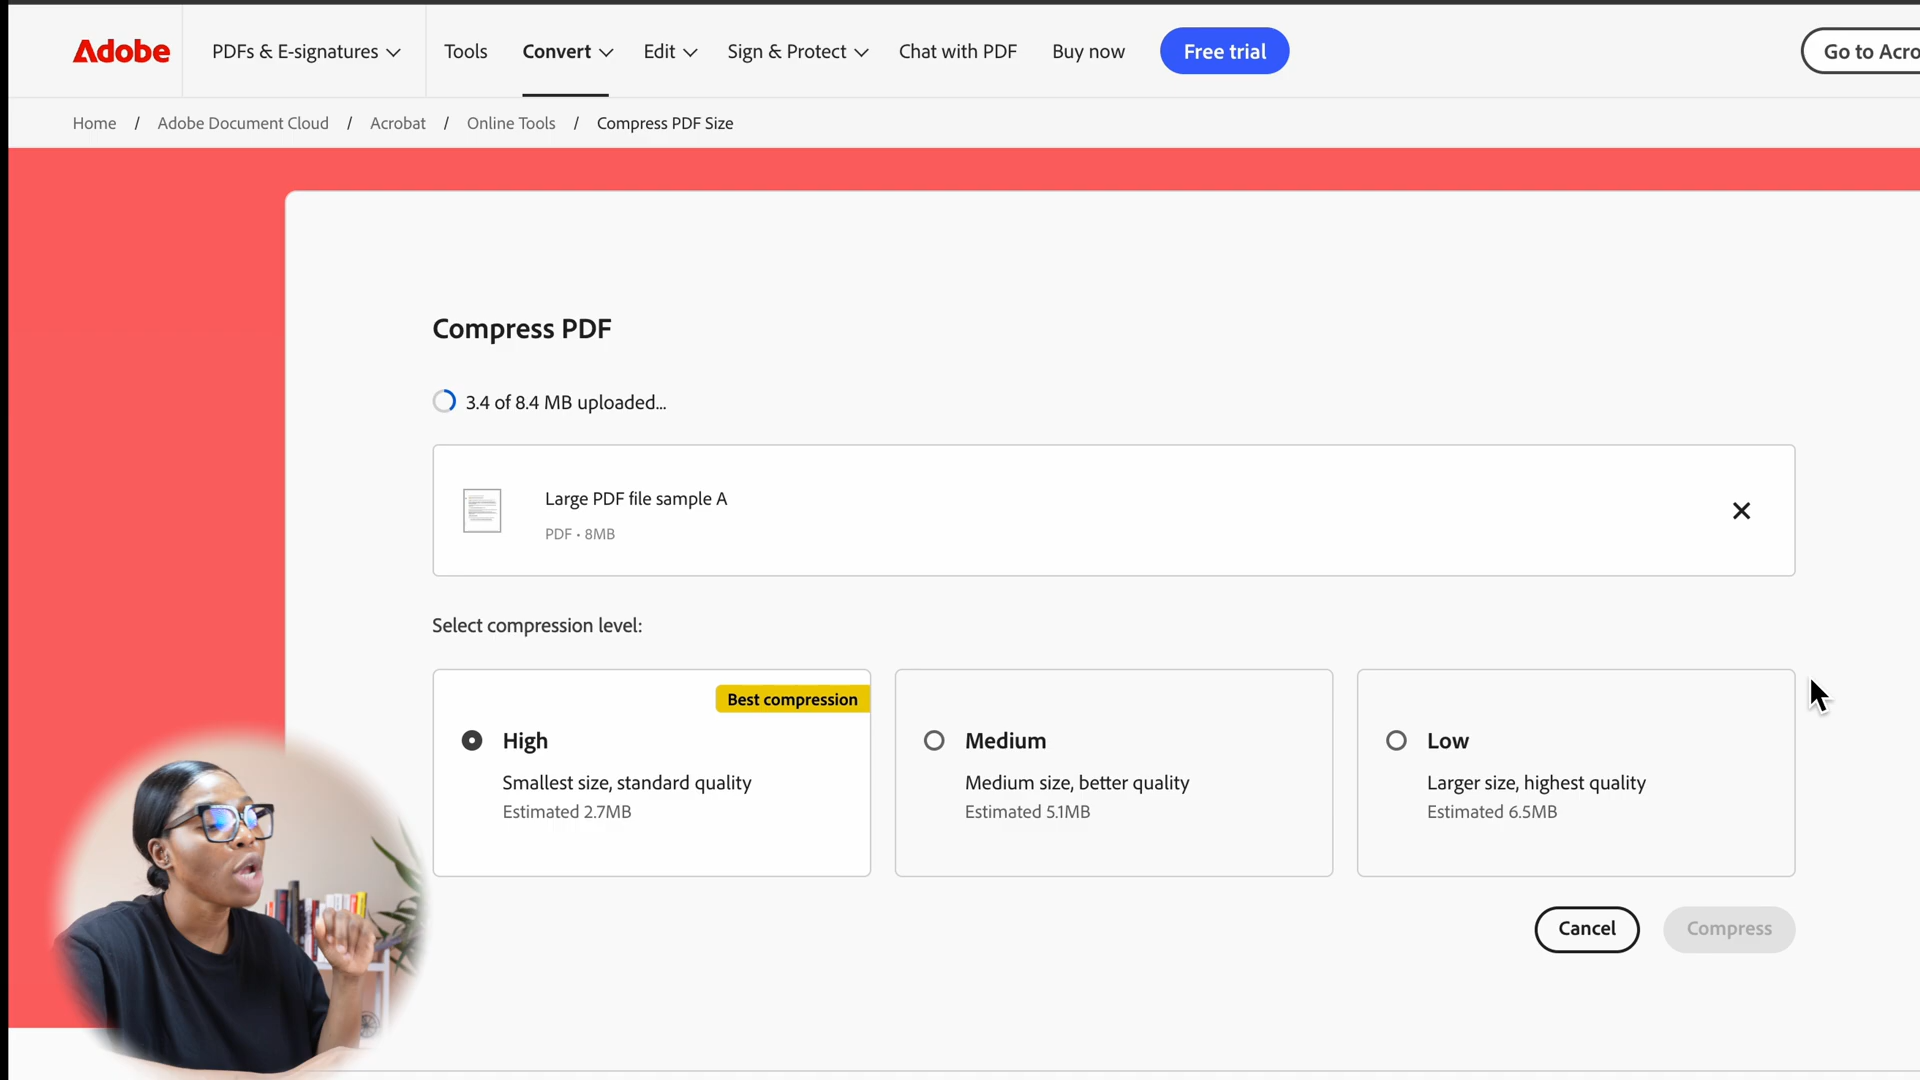 Adobe
PDFs & E-signatures
Tools
Convert
Edit
Sign & Protect
Chat with PDF
Buy now
Free trial
Go to Acro
Home / Adobe Document Cloud / Acrobat / Online Tools / Compress PDF Size
Compress PDF
3.4 of 8.4 MB uploaded...
Large PDF file sample A
PDF • 8MB
Select compression level:
Best compression
High
Smallest size, standard quality
Estimated 2.7MB
Medium
Medium size, better quality
Estimated 5.1MB
Low
Larger size, highest quality
Estimated 6.5MB
Cancel
Compress